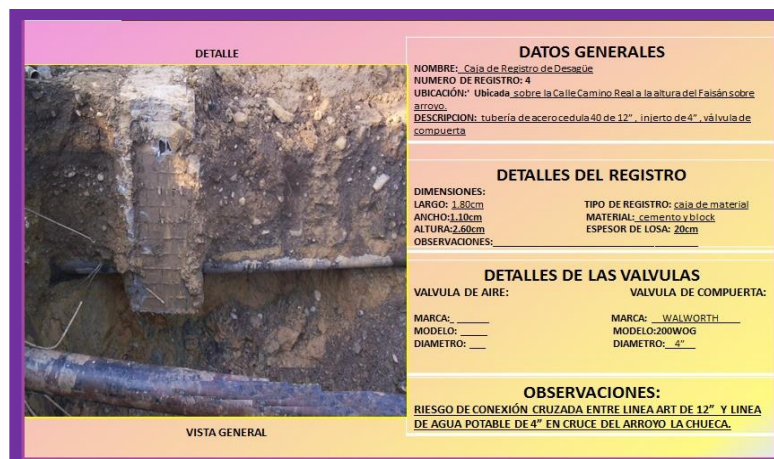 DETALLE
VISTA GENERAL
DATOS GENERALES
NOMBRE:_Caja de Registro de Desagüe
NUMERO DE REGISTRO: 4
UBICACIÓN:' Ubicada sobre la Calle Camino Real a la altura del Faisán sobre
arroyo.
DESCRIPCION: tubería de acero cedula 40 de 12" , injerto de 4" , válvula de
compuerta
DETALLES DEL REGISTRO
DIMENSIONES:
LARGO: 1.80cm TIPO DE REGISTRO: caja de material
ANCHO:1.10cm MATERIAL: cemento y block
ALTURA:2.60cm ESPESOR DE LOSA: 20cm
OBSERVACIONES:
DETALLES DE LAS VALVULAS
VALVULA DE AIRE: VALVULA DE COMPUERTA:
MARCA: MARCA: WALWORTH
MODELO: MODELO:200WOG
DIAMETRO: DIAMETRO: 4"
OBSERVACIONES:
RIESGO DE CONEXIÓN CRUZADA ENTRE LINEA ART DE 12" Y LINEA
DE AGUA POTABLE DE 4" EN CRUCE DEL ARROYO LA CHUECA.